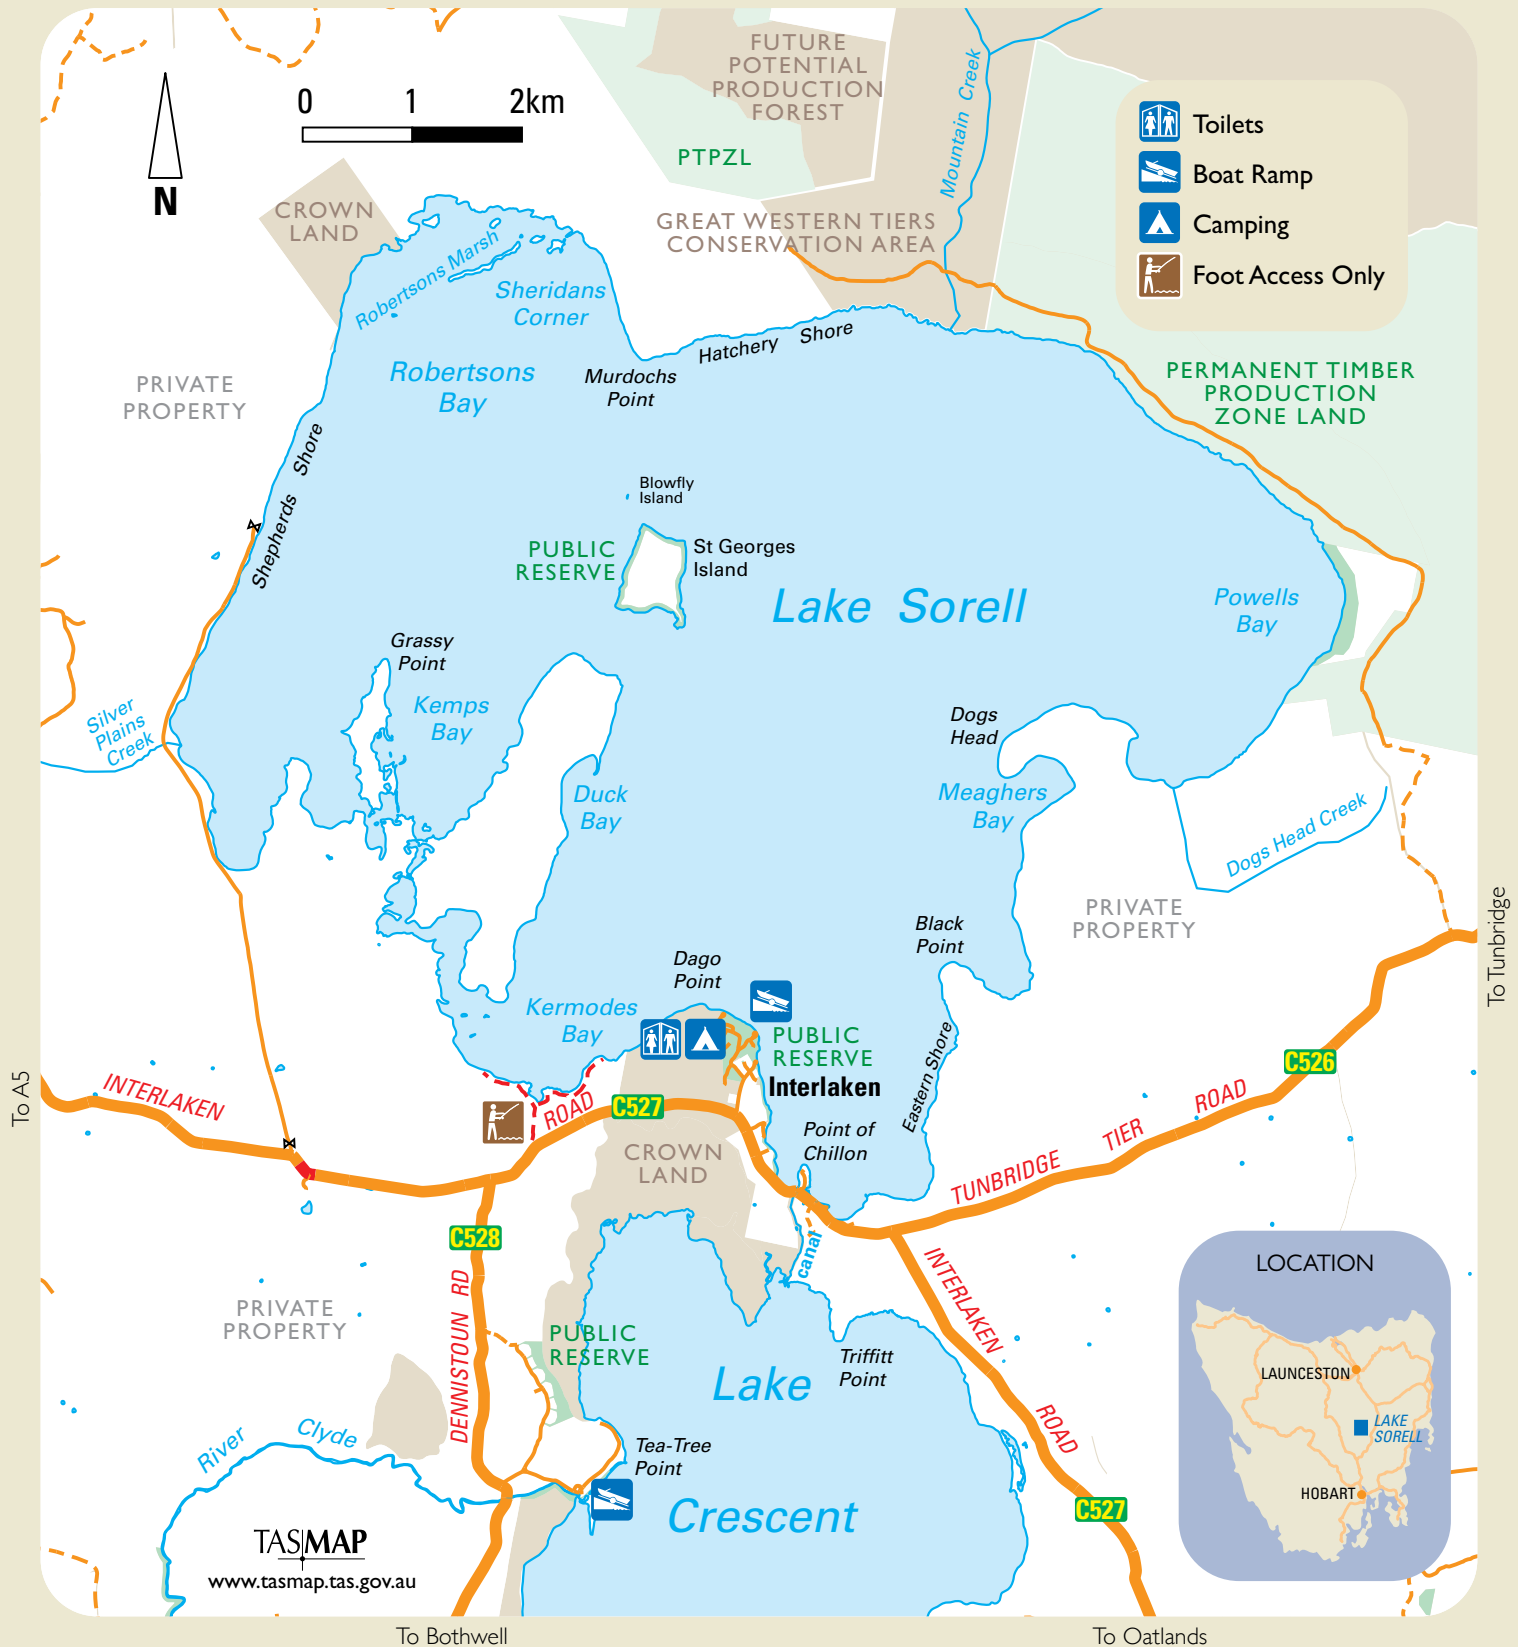 0 1 2km
N
FUTURE
POTENTIAL
PRODUCTION
FOREST
PTPZL
Mountain Creek
Toilets
Boat Ramp
Camping
Foot Access Only
CROWN
LAND
GREAT WESTERN TIERS
CONSERVATION AREA
Robertsons Marsh
Sheridans
Corner
Robertsons
Bay
Murdochs
Point
Hatchery Shore
PERMANENT TIMBER
PRODUCTION
ZONE LAND
PRIVATE
PROPERTY
Shepherds Shore
Blowfly
Island
PUBLIC
RESERVE
St Georges
Island
Lake Sorell
Powells
Bay
Grassy
Point
Kemps
Bay
Silver
Plains
Creek
Dogs
Head
Duck
Bay
Meaghers
Bay
Dogs Head Creek
PRIVATE
PROPERTY
Black
Point
To Tunbridge
Dago
Point
Kermodes
Bay
PUBLIC
RESERVE
Interlaken
Eastern Shore
C526
To A5
INTERLAKEN
ROAD
C527
Point of
Chillon
CROWN
LAND
TUNBRIDGE TIER ROAD
C528
canal
INTERLAKEN
ROAD
LOCATION
PRIVATE
PROPERTY
DENNISTOUN RD
PUBLIC
RESERVE
Triffitt
Point
Lake
LAUNCESTON
LAKE
SORELL
HOBART
River Clyde
Tea-Tree
Point
Crescent
C527
TASMAP
www.tasmap.tas.gov.au
To Bothwell
To Oatlands